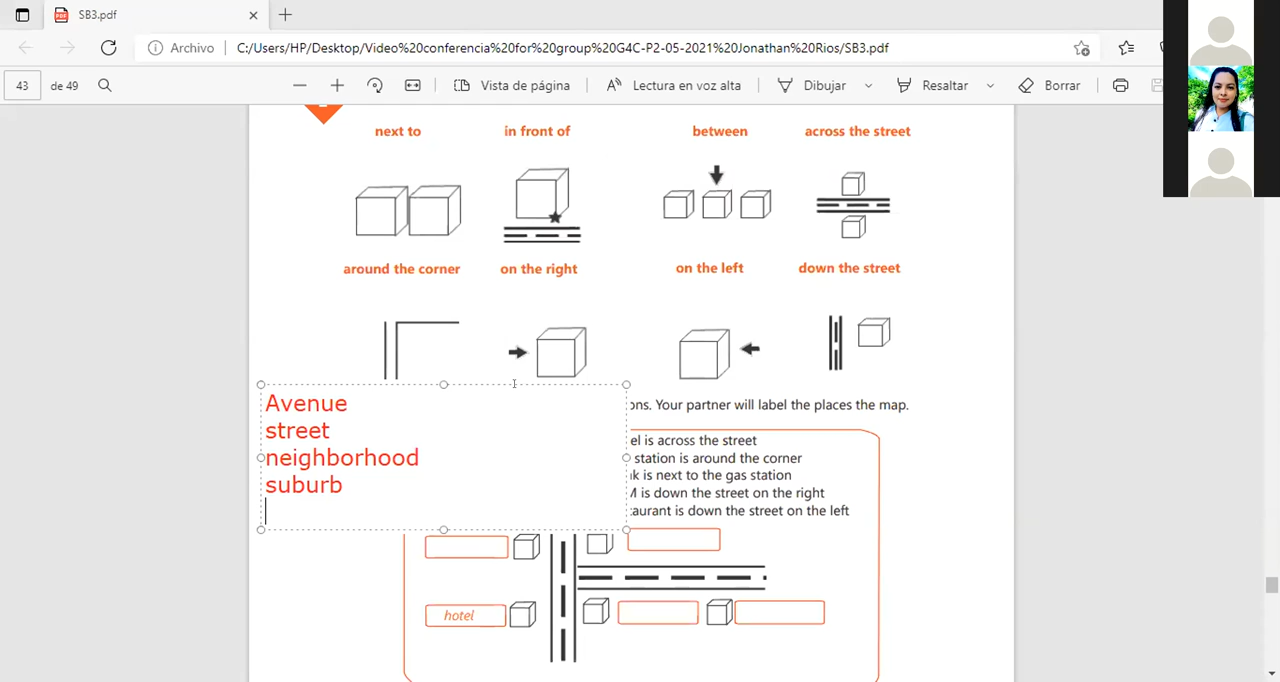 SB3.pdf
Archivo C:/Users/HP/Desktop/Video%20conferencia%20for%20group%20G4C-P2-05-2021%20Jonathan%20Rios/SB3.pdf
43 de 49 Vista de página Lectura en voz alta Dibujar Resaltar Borrar
next to in front of between across the street
around the corner on the right on the left down the street
Avenue
street
neighborhood
suburb
ons. Your partner will label the places the map.
el is across the street
station is around the corner
k is next to the gas station
M is down the street on the right
taurant is down the street on the left
hotel